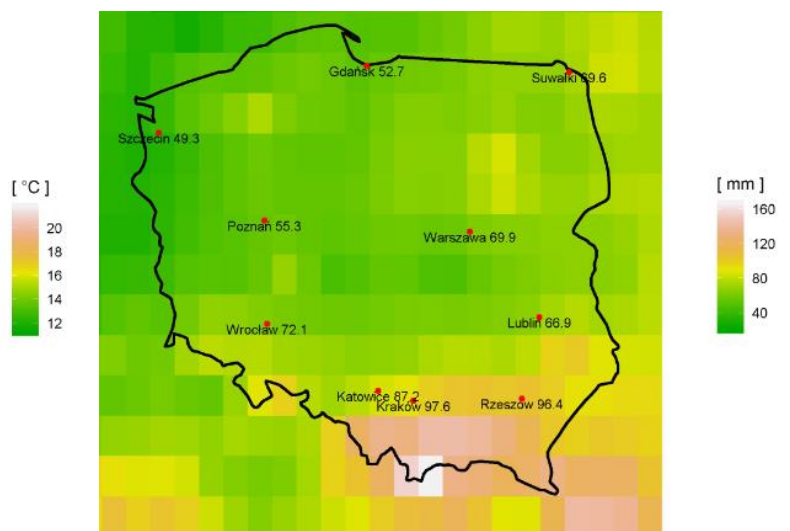 Gdańsk 52.7
Suwałki 69.6
Szczecin 49.3
[ °C ]
20
18
16
14
12
[ mm ]
160
120
80
40
Poznań 55.3
Warszawa 69.9
Wrocław 72.1
Lublin 66.9
Katowice 87.2
Kraków 97.6
Rzeszów 96.4